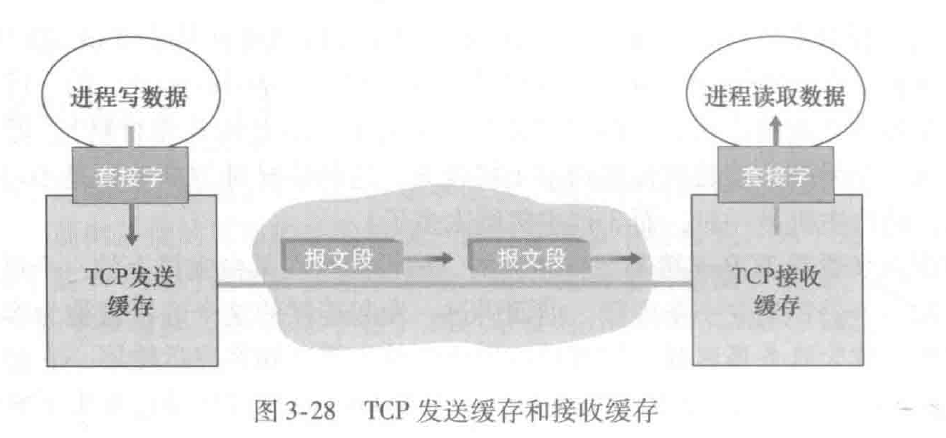 进程写数据
进程读取数据
套接字
套接字
报文段
报文段
TCP发送
缓存
TCP接收
缓存
图 3-28 TCP 发送缓存和接收缓存